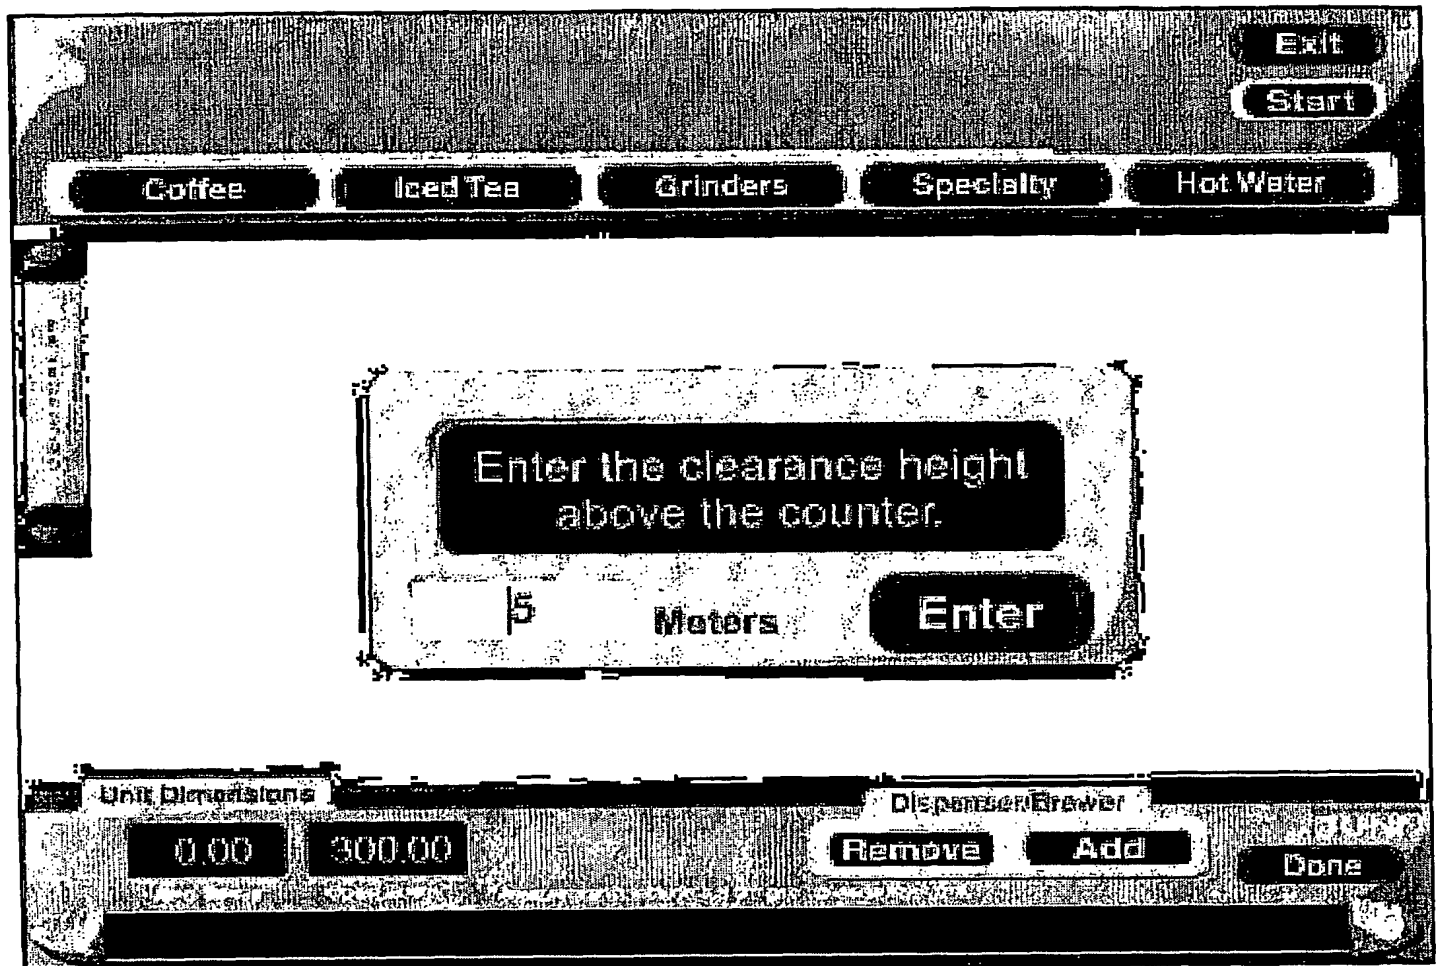 Exit
Start
Coffee
Iced Tea
Grinders
Specialty
Hot Water
Enter the clearance height
above the counter.
5
Meters
Enter
Unit Dimensions
Dispenser/Brewer
0.00
300.00
Remove
Add
Done